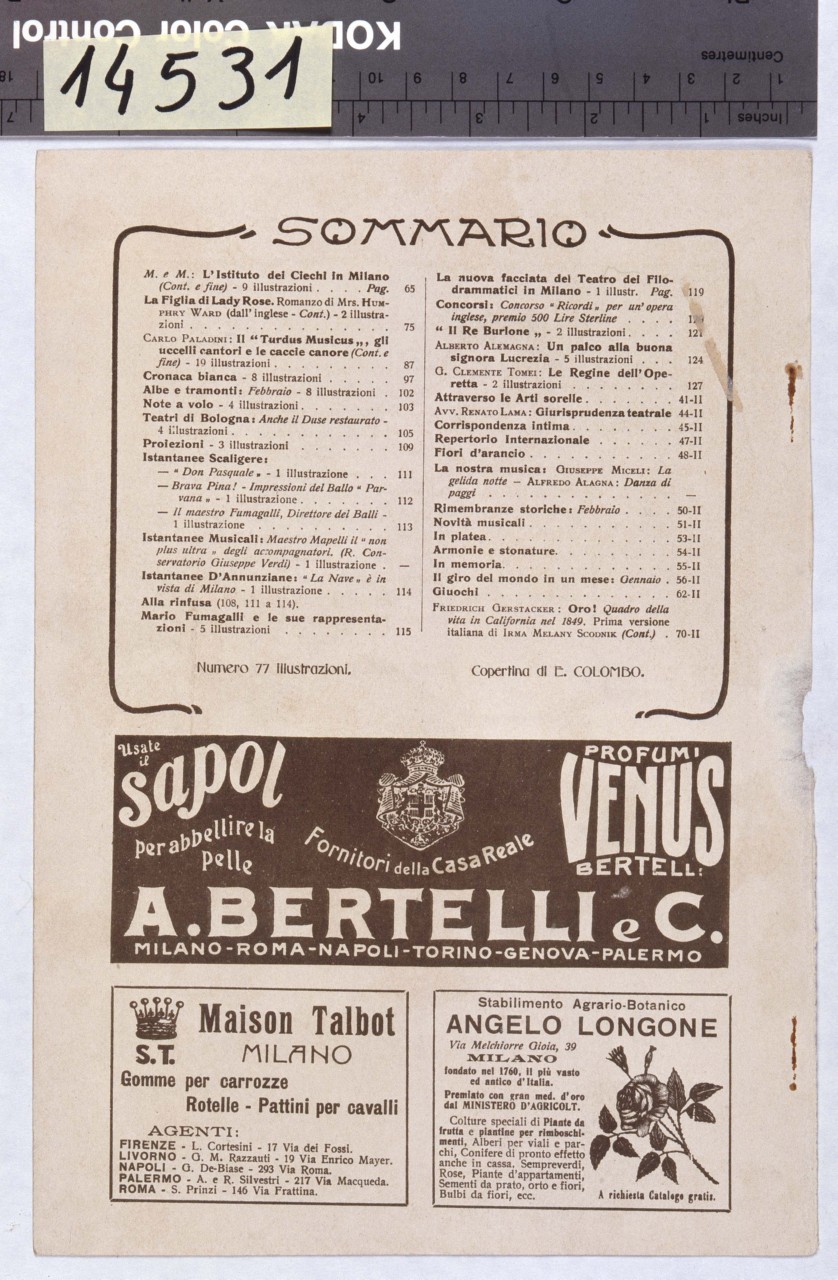 KODAK Color Control
Centimetres
Inches
14531
SOMMARIO
M. e M.: L'Istituto dei Ciechi in Milano
(Cont. e fine) - 9 illustrazioni . . . . Pag. 65
La Figlia di Lady Rose. Romanzo di Mrs. HUM-
PHRY WARD (dall' inglese - Cont.) - 2 illustra-
zioni . . . . . . . . . . . . . . . 75
CARLO PALADINI: Il “ Turdus Musicus „, gli
uccelli cantori e le caccie canore (Cont. e
fine) - 19 illustrazioni . . . . . . . . 87
Cronaca bianca - 8 illustrazioni . . . . . 97
Albe e tramonti: Febbraio - 8 illustrazioni . 102
Note a volo - 4 illustrazioni . . . . . . . 103
Teatri di Bologna: Anche il Duse restaurato -
4 illustrazioni . . . . . . . . . . . . 105
Proiezioni - 3 illustrazioni . . . . . . . 109
Istantanee Scaligere:
— “ Don Pasquale „ - 1 illustrazione . . . 111
— Brava Pina! - Impressioni del Ballo “ Par-
vana „ - 1 illustrazione . . . . . . . . 112
— Il maestro Fumagalli, Direttore dei Balli -
1 illustrazione . . . . . . . . . . . 113
Istantanee Musicali: Maestro Mapelli il “ non
plus ultra „ degli accompagnatori. (R. Con-
servatorio Giuseppe Verdi) - 1 illustrazione . —
Istantanee D'Annunziane: “ La Nave „ è in
vista di Milano - 1 illustrazione . . . . . 114
Alla rinfusa (108, 111 a 114).
Mario Fumagalli e le sue rappresenta-
zioni - 5 illustrazioni . . . . . . . . 115
Numero 77 Illustrazioni.
La nuova facciata del Teatro dei Filo-
drammatici in Milano - 1 illustr. Pag. 119
Concorsi: Concorso “ Ricordi „ per un' opera
inglese, premio 500 Lire Sterline . . . . .
“ Il Re Burlone „ - 2 illustrazioni . . . . 121
ALBERTO ALEMAGNA: Un palco alla buona
signora Lucrezia - 5 illustrazioni . . . 124
G. CLEMENTE TOMEI: Le Regine dell' Ope-
retta - 2 illustrazioni . . . . . . . . 127
Attraverso le Arti sorelle . . . . . . . . 41-II
AVV. RENATO LAMA: Giurisprudenza teatrale 44-II
Corrispondenza intima . . . . . . . . . 45-II
Repertorio Internazionale . . . . . . . 47-II
Fiori d'arancio . . . . . . . . . . . . 48-II
La nostra musica: GIUSEPPE MICELI: La
gelida notte — ALFREDO ALAGNA: Danza di
paggi . . . . . . . . . . . . . . . —
Rimembranze storiche: Febbraio . . . . 50-II
Novità musicali . . . . . . . . . . . . 51-II
In platea . . . . . . . . . . . . . . . 53-II
Armonie e stonature . . . . . . . . . . 54-II
In memoria . . . . . . . . . . . . . . 55-II
Il giro del mondo in un mese: Gennaio . 56-II
Giuochi . . . . . . . . . . . . . . . 62-II
FRIEDRICH GERSTACKER: Oro! Quadro della
vita in California nel 1849. Prima versione
italiana di IRMA MELANY SCODNIK (Cont.) . 70-II
Copertina di E. COLOMBO.
Usate
il
sapol
per abbellire la
pelle
Fornitori della Casa Reale
PROFUMI
VENUS
BERTELLI
A. BERTELLI e C.
MILANO-ROMA-NAPOLI-TORINO-GENOVA-PALERMO
S.T.
Maison Talbot
MILANO
Gomme per carrozze
Rotelle - Pattini per cavalli
AGENTI:
FIRENZE - L. Cortesini - 17 Via dei Fossi.
LIVORNO - G. M. Razzauti - 19 Via Enrico Mayer.
NAPOLI - G. De-Biase - 293 Via Roma.
PALERMO - A. e R. Silvestri - 217 Via Macqueda.
ROMA - S. Prinzi - 146 Via Frattina.
Stabilimento Agrario-Botanico
ANGELO LONGONE
Via Melchiorre Gioia, 39
MILANO
fondato nel 1760, il più vasto
ed antico d'Italia.
Premiato con gran med. d'oro
dal MINISTERO D'AGRICOLT.
Colture speciali di Piante da
frutta e piantine per rimboschi-
menti, Alberi per viali e par-
chi, Conifere di pronto effetto
anche in cassa. Sempreverdi,
Rose, Piante d'appartamenti,
Sementi da prato, orto e fiori,
Bulbi da fiori, ecc.
A richiesta Catalogo gratis.